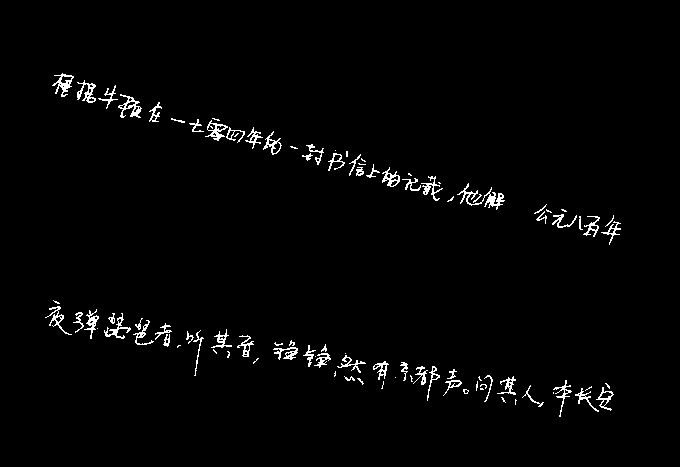 根据牛顿在一七零四年的一封书信上的记载，他解 公元八百年
夜弹琵琶者，听其音，铮铮然有京都声。问其人，本长安